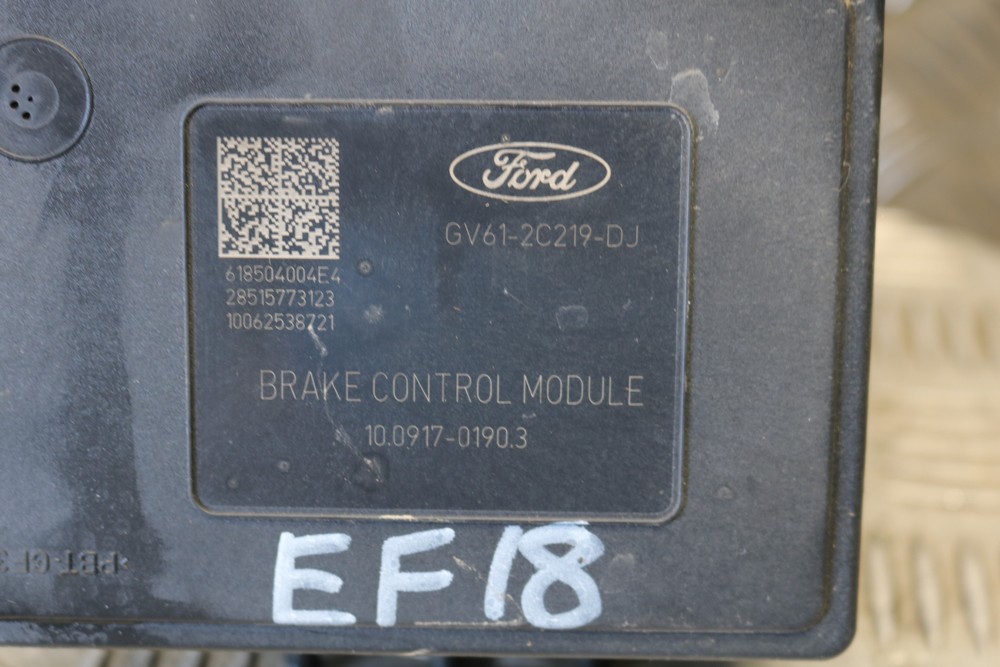 Ford
GV61-2C219-DJ
618504004E4
28515773123
10062538721
BRAKE CONTROL MODULE
10.0917-0190.3
EF18